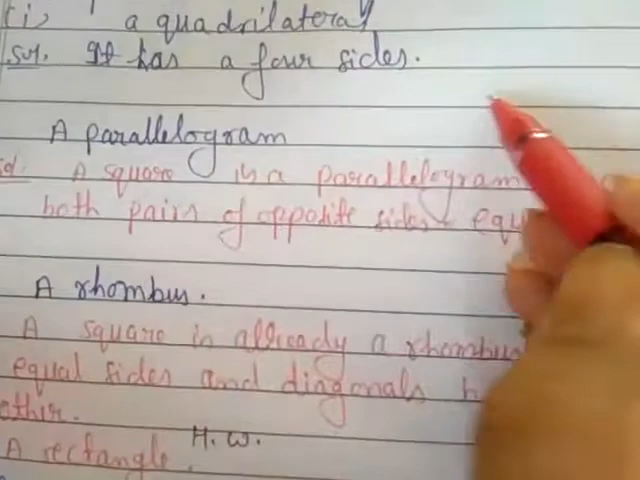 (i) a quadrilateral
Sol. It has a four sides.
A parallelogram
A square is a parallelogram
both pairs of opposite sides equ
A rhombus.
A square is already a rhombus
equal sides and diagonals b
other.
A rectangle. H.W.